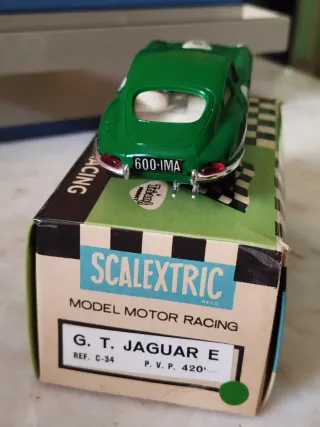 600-IMA
RACING
SCALEXTRIC
MODEL MOTOR RACING
G. T. JAGUAR E
REF. C-34 P. V. P. 420'